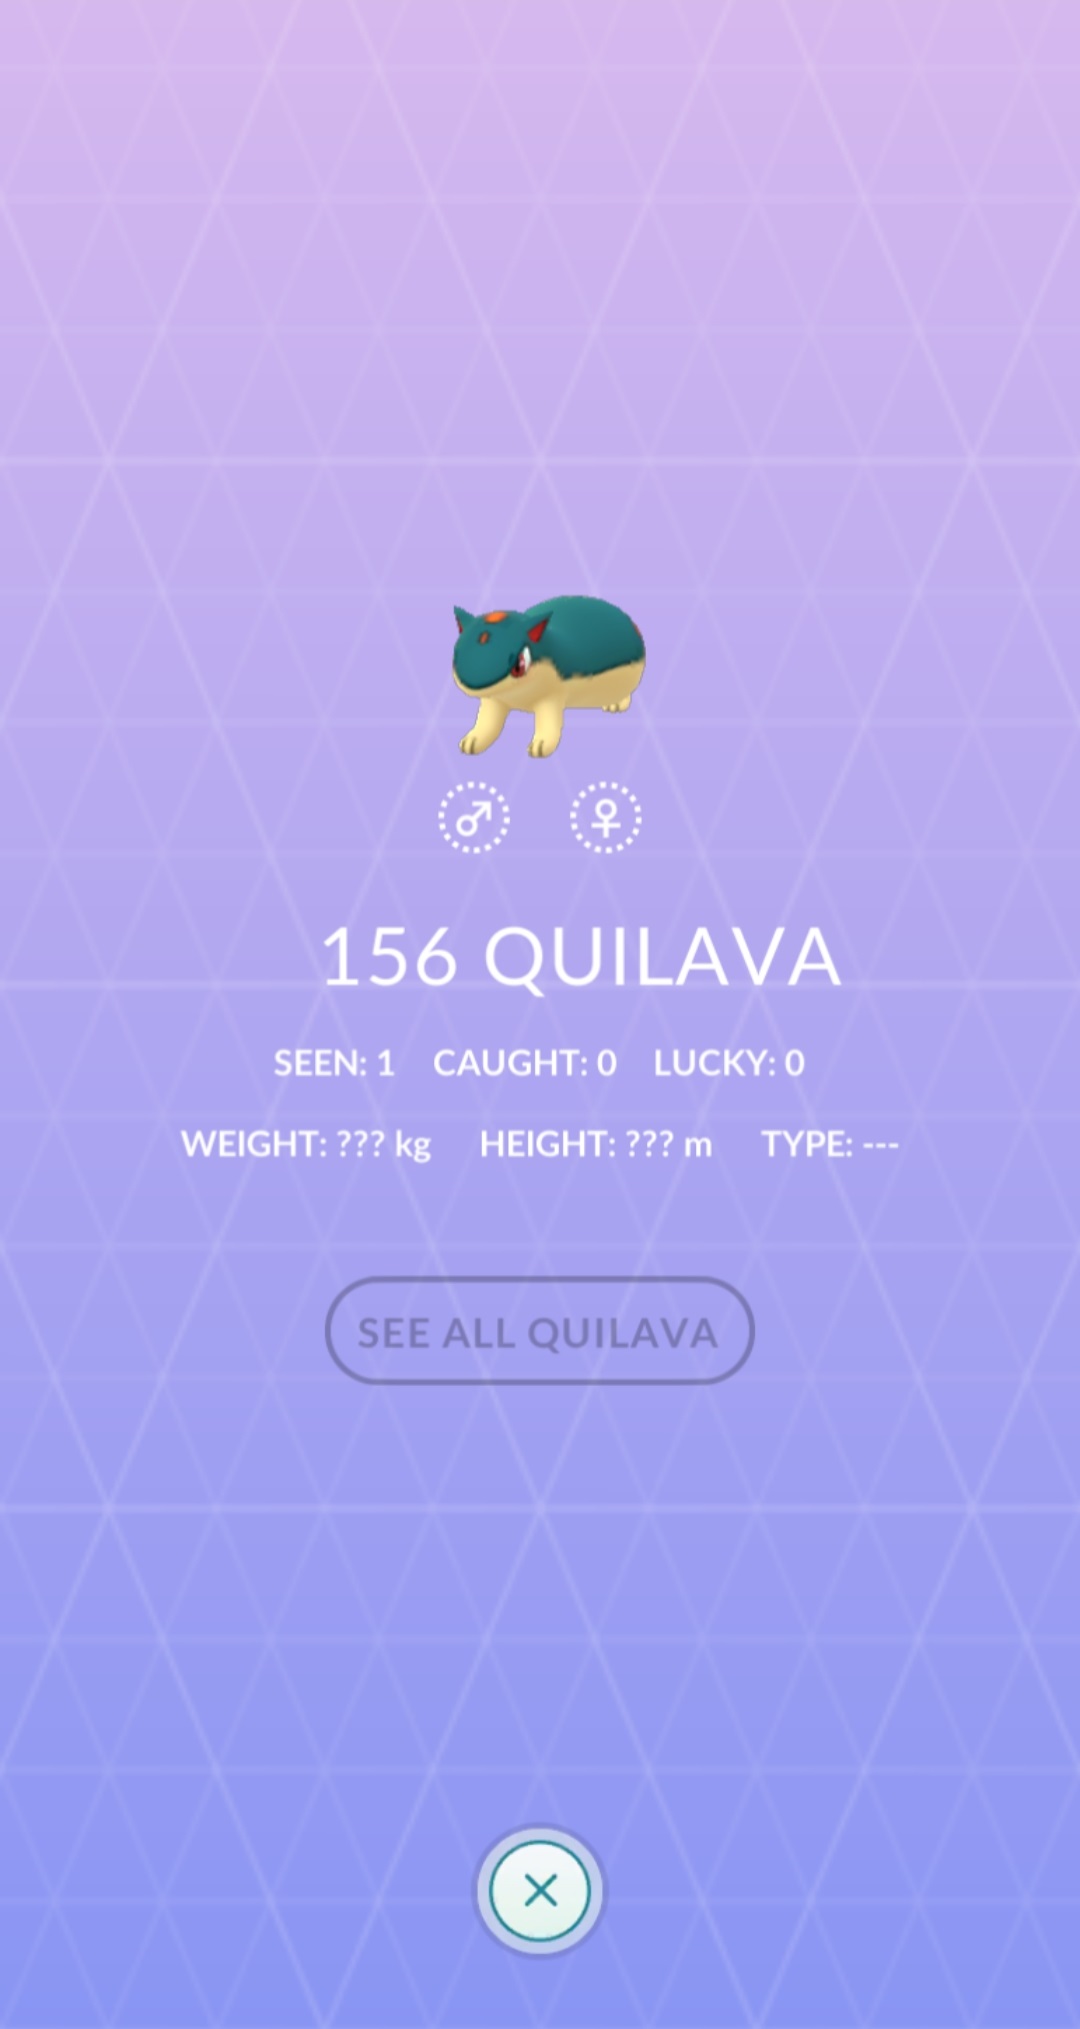 ♂ ♀
156 QUILAVA
SEEN: 1 CAUGHT: 0 LUCKY: 0
WEIGHT: ??? kg HEIGHT: ??? m TYPE: ---
SEE ALL QUILAVA